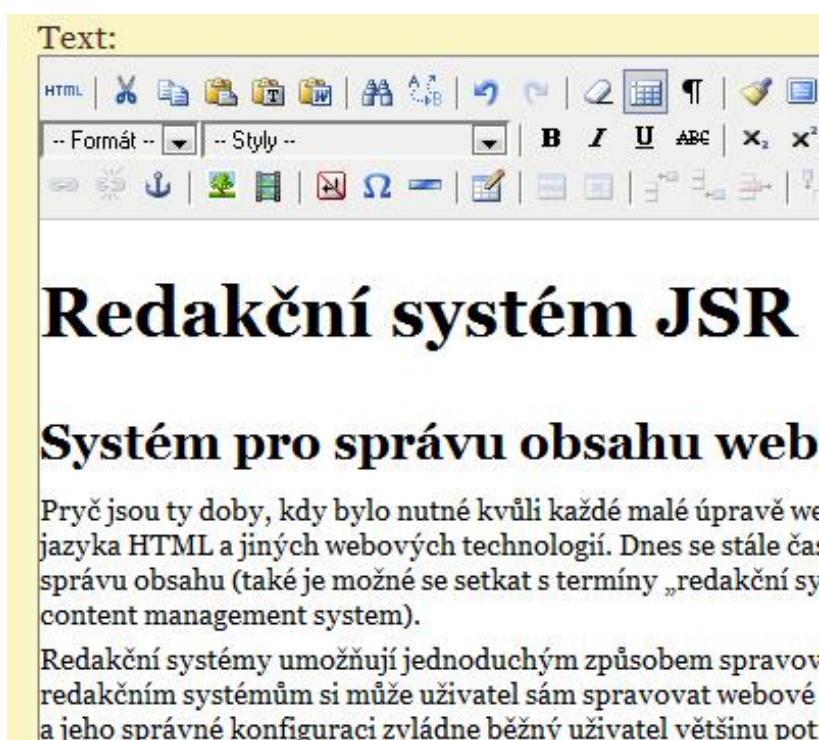 Text:
HTML
-- Formát -- -- Styly -- B I U ABC X₂ X²
Redakční systém JSR
Systém pro správu obsahu web
Pryč jsou ty doby, kdy bylo nutné kvůli každé malé úpravě we
jazyka HTML a jiných webových technologií. Dnes se stále čas
správu obsahu (také je možné se setkat s termíny „redakční sy
content management system).
Redakční systémy umožňují jednoduchým způsobem spravov
redakčním systémům si může uživatel sám spravovat webové
a jeho správné konfiguraci zvládne běžný uživatel většinu pot